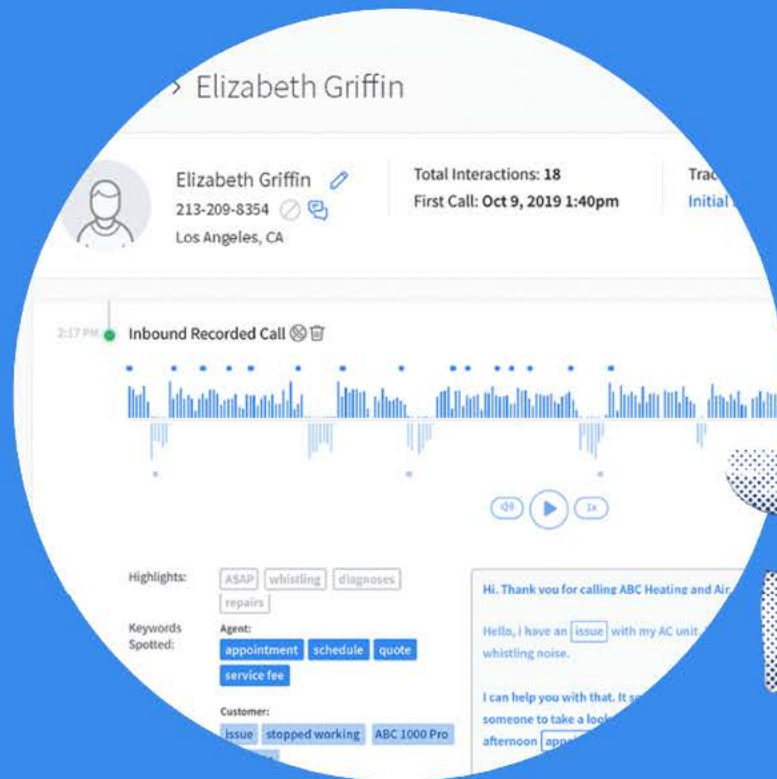 > Elizabeth Griffin
Elizabeth Griffin
213-209-8354
Los Angeles, CA
Total Interactions: 18
First Call: Oct 9, 2019 1:40pm
Initial
2:17 PM
Inbound Recorded Call
1x
Highlights:
ASAP whistling diagnoses
repairs
Keywords
Spotted:
Agent:
appointment schedule quote
service fee
Customer:
issue stopped working ABC 1000 Pro
Hi. Thank you for calling ABC Heating and Air
Hello, i have an issue with my AC unit.
whistling noise.
I can help you with that. It
someone to take a look
afternoon